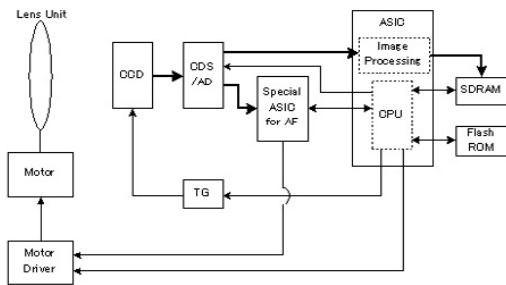 Lens Unit
ASIC
Image
Processing
CCD
CDS
/AD
Special
ASIC
for AF
CPU
SDRAM
Flash
ROM
Motor
TG
Motor
Driver